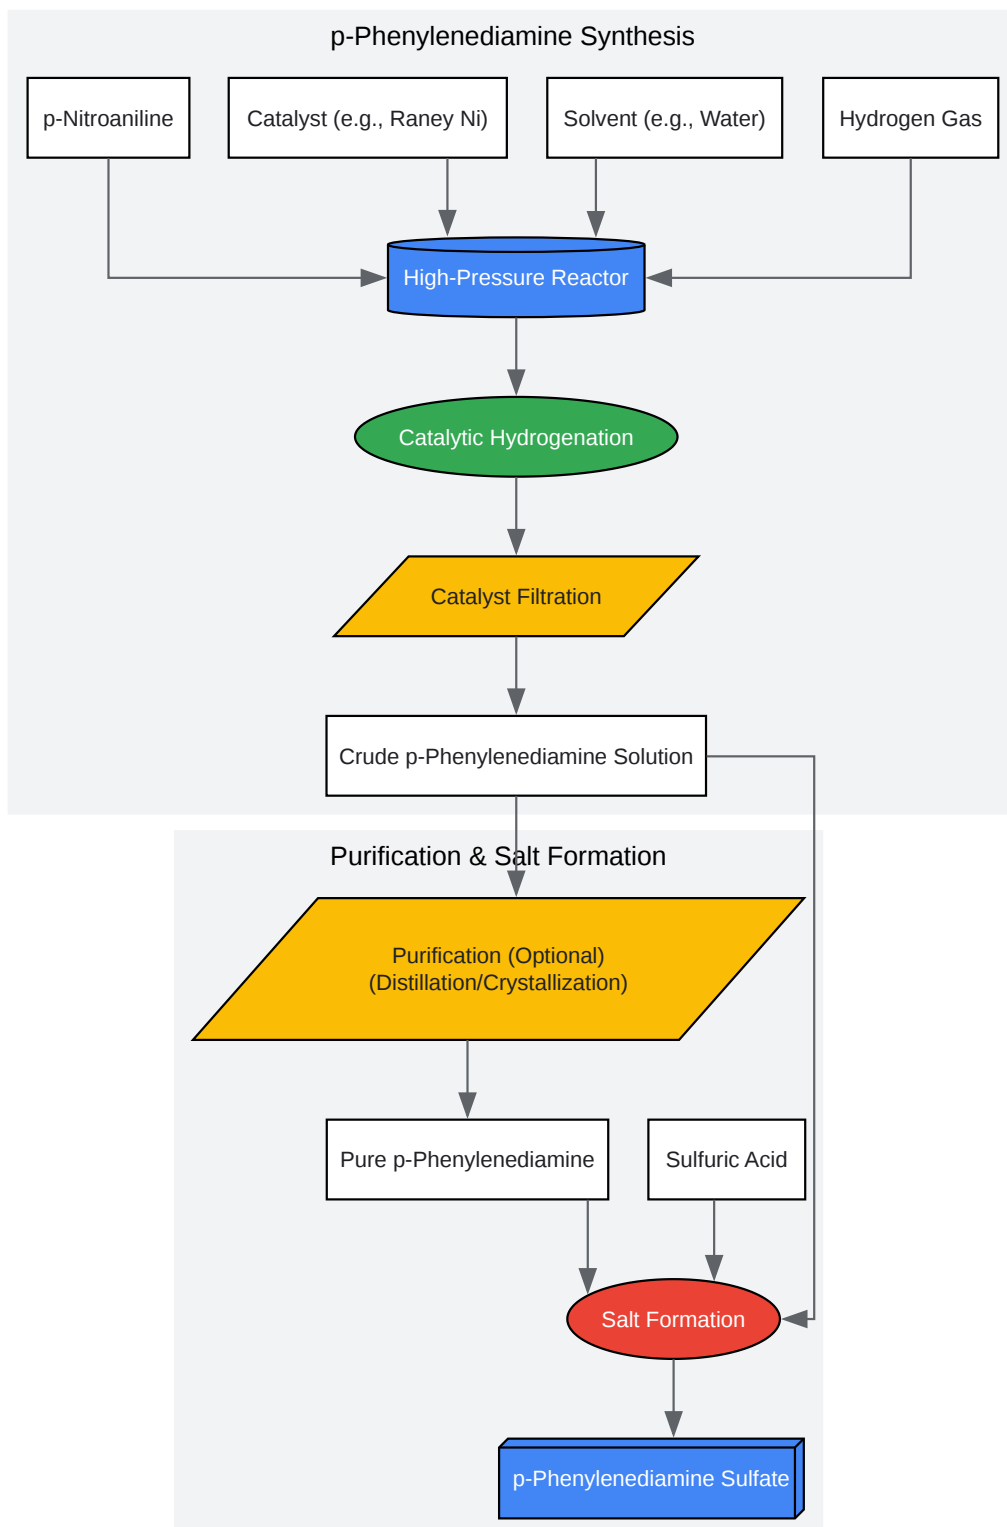 p-Phenylenediamine Synthesis
p-Nitroaniline
Catalyst (e.g., Raney Ni)
Solvent (e.g., Water)
Hydrogen Gas
High-Pressure Reactor
Catalytic Hydrogenation
Catalyst Filtration
Crude p-Phenylenediamine Solution
Purification & Salt Formation
Purification (Optional)
(Distillation/Crystallization)
Pure p-Phenylenediamine
Sulfuric Acid
Salt Formation
p-Phenylenediamine Sulfate